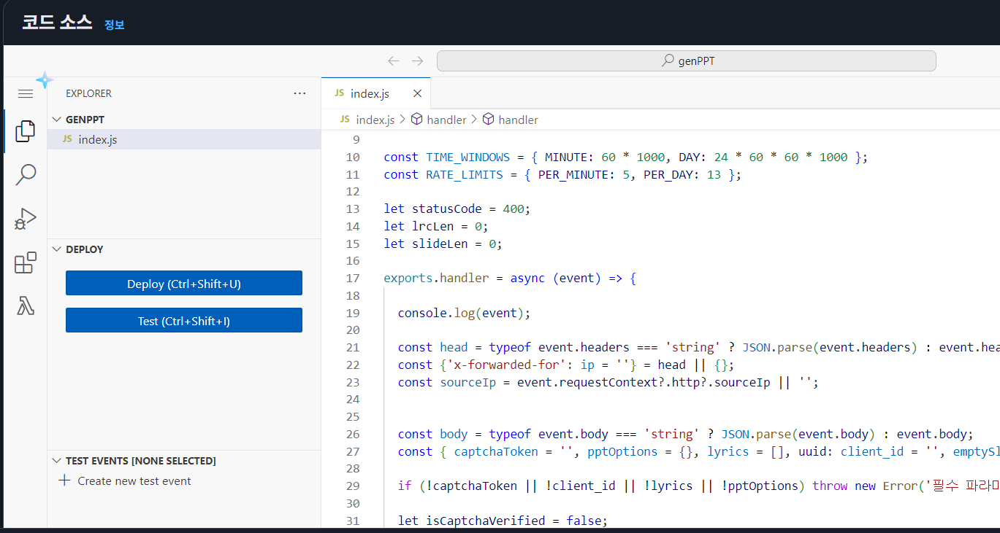 코드 소스 정보
genPPT
EXPLORER
JS index.js
JS index.js > handler > handler
GENPPT
JS index.js
DEPLOY
Deploy (Ctrl+Shift+U)
Test (Ctrl+Shift+I)
TEST EVENTS [NONE SELECTED]
Create new test event
9
10 const TIME_WINDOWS = { MINUTE: 60 * 1000, DAY: 24 * 60 * 60 * 1000 };
11 const RATE_LIMITS = { PER_MINUTE: 5, PER_DAY: 13 };
12
13 let statusCode = 400;
14 let lrcLen = 0;
15 let slideLen = 0;
16
17 exports.handler = async (event) => {
18
19 console.log(event);
20
21 const head = typeof event.headers === 'string' ? JSON.parse(event.headers) : event.hea
22 const {'x-forwarded-for': ip = ''} = head || {};
23 const sourceIp = event.requestContext?.http?.sourceIp || '';
24
25
26 const body = typeof event.body === 'string' ? JSON.parse(event.body) : event.body;
27 const { captchaToken = '', pptOptions = {}, lyrics = [], uuid: client_id = '', emptySl
28
29 if (!captchaToken || !client_id || !lyrics || !pptOptions) throw new Error('필수 파라미
30
31 let isCaptchaVerified = false;